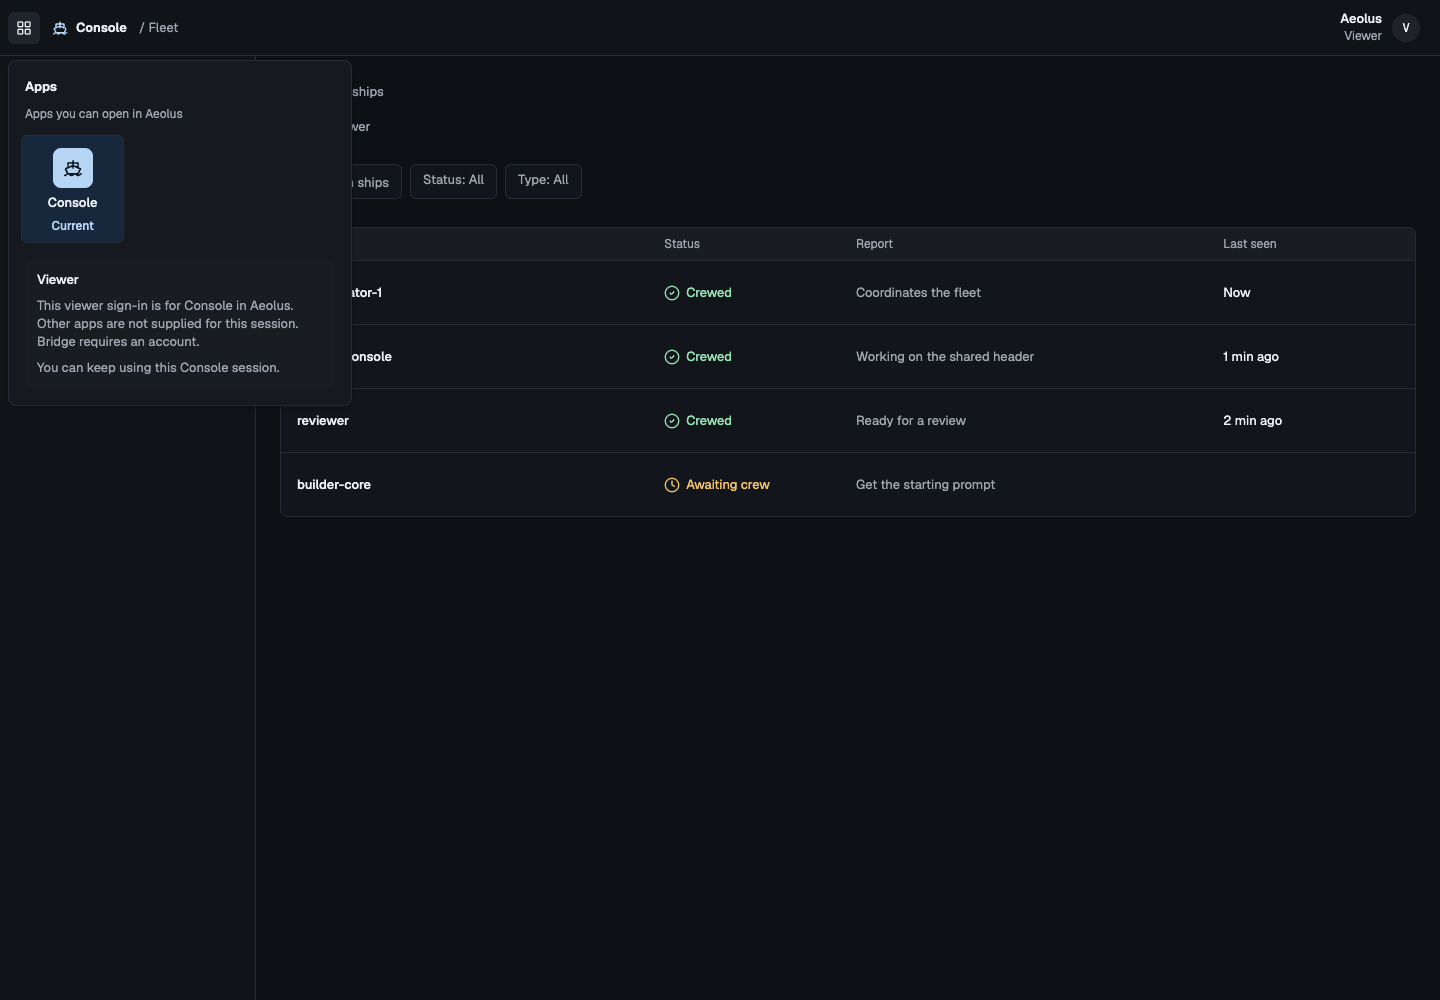 Console / Fleet
Aeolus
Viewer
V
Apps
Apps you can open in Aeolus
Console
Current
Viewer
This viewer sign-in is for Console in Aeolus.
Other apps are not supplied for this session.
Bridge requires an account.
You can keep using this Console session.
ships
ships
Status: All
Type: All
Status Report Last seen
Crewed Coordinates the fleet Now
Crewed Working on the shared header 1 min ago
reviewer Crewed Ready for a review 2 min ago
builder-core Awaiting crew Get the starting prompt